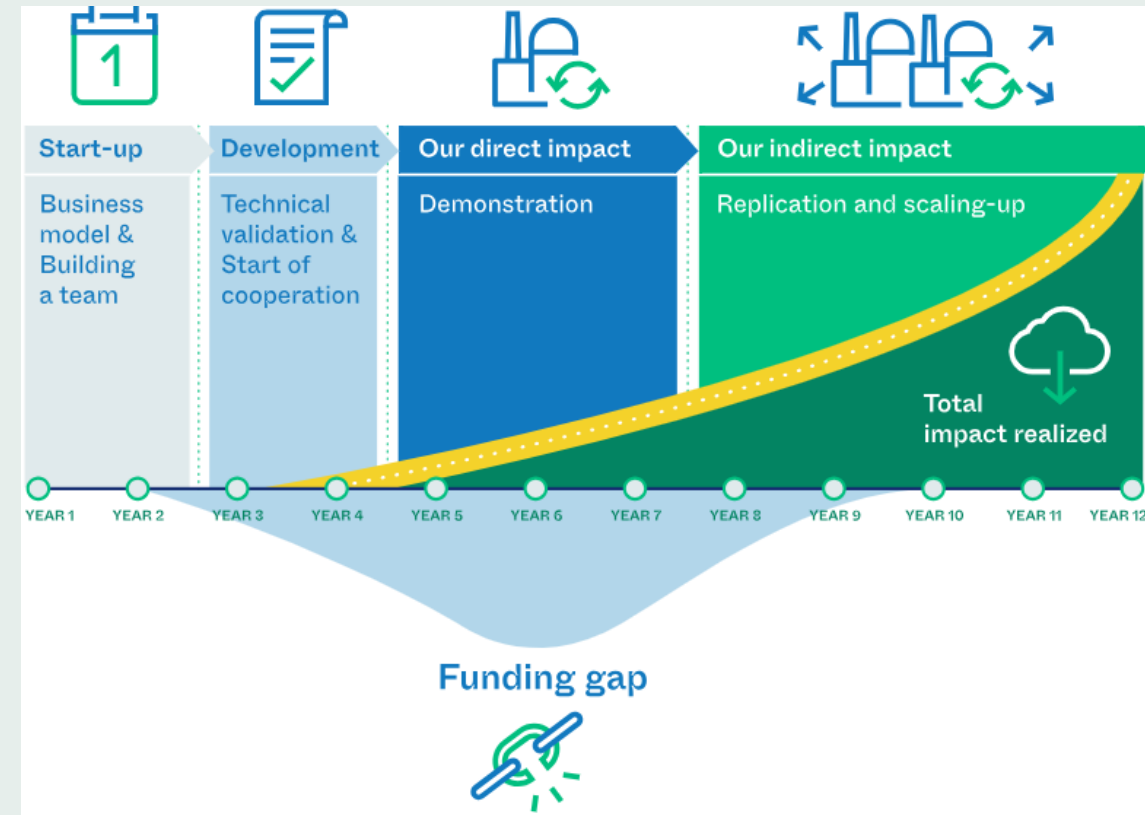 1
Start-up
Development
Our direct impact
Our indirect impact
Business
model &
Building
a team
Technical
validation &
Start of
cooperation
Demonstration
Replication and scaling-up
Total
impact realized
YEAR 1
YEAR 2
YEAR 3
YEAR 4
YEAR 5
YEAR 6
YEAR 7
YEAR 8
YEAR 9
YEAR 10
YEAR 11
YEAR 12
Funding gap